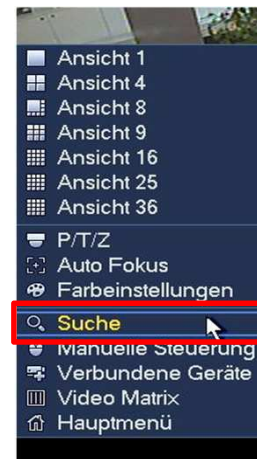 Ansicht 1
Ansicht 4
Ansicht 8
Ansicht 9
Ansicht 16
Ansicht 25
Ansicht 36
P/T/Z
Auto Fokus
Farbeinstellungen
Suche
Manuelle Steuerung
Verbundene Geräte
Video Matrix
Hauptmenü